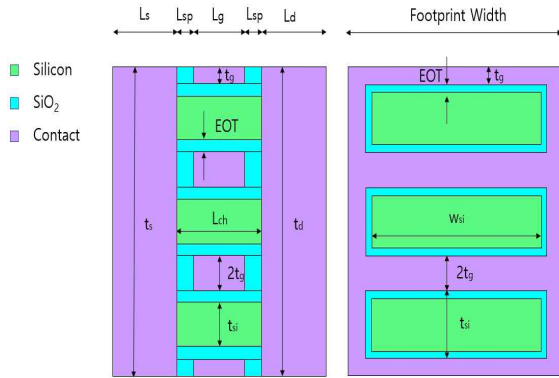 Ls Lsp Lg Lsp Ld
Footprint Width
Silicon
SiO2
Contact
tg
EOT
tg
EOT
ts
Lch
td
wsi
2tg
2tg
tsi
tsi